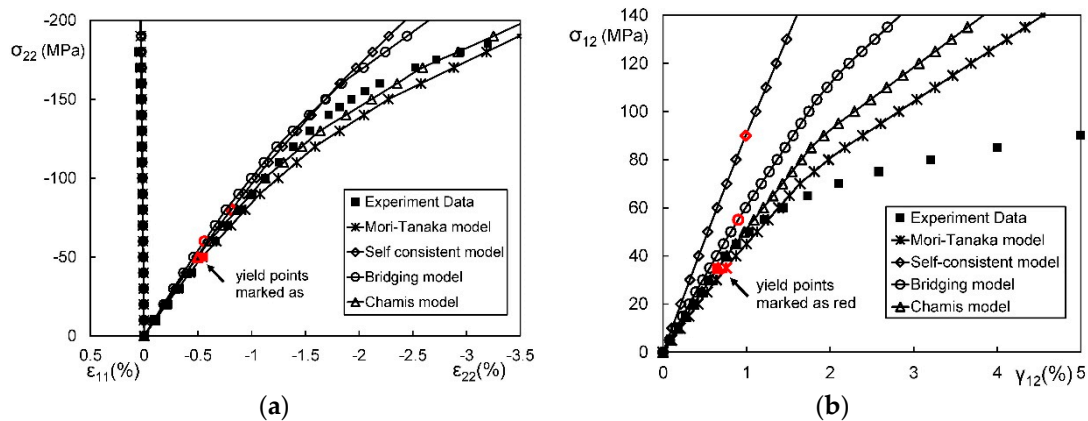 -200
σ22 (MPa)
-150
-100
-50
0
0.5
0
-0.5
-1
-1.5
-2
-2.5
-3
-3.5
ε11(%)
ε22(%)
Experiment Data
Mori-Tanaka model
Self consistent model
Bridging model
Chamis model
yield points
marked as
(a)
140
σ12 (MPa)
120
100
80
60
40
20
0
0
1
2
3
4
5
γ12(%)
Experiment Data
Mori-Tanaka model
Self-consistent model
Bridging model
Chamis model
yield points
marked as red
(b)